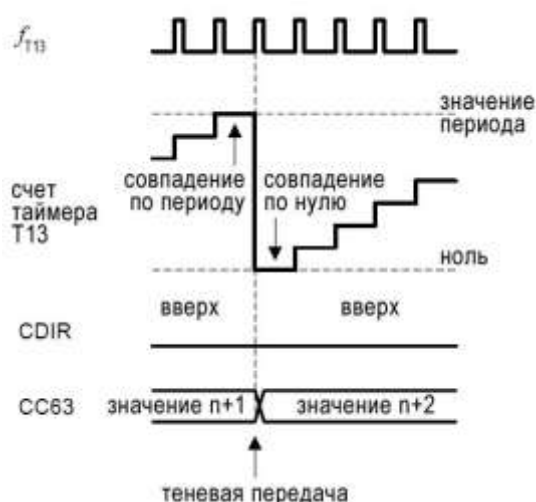 fT13
значение
периода
совпадение
по периоду
совпадение
по нулю
счет
таймера
T13
ноль
вверх
вверх
CDIR
CC63
значение n+1
значение n+2
теневая передача